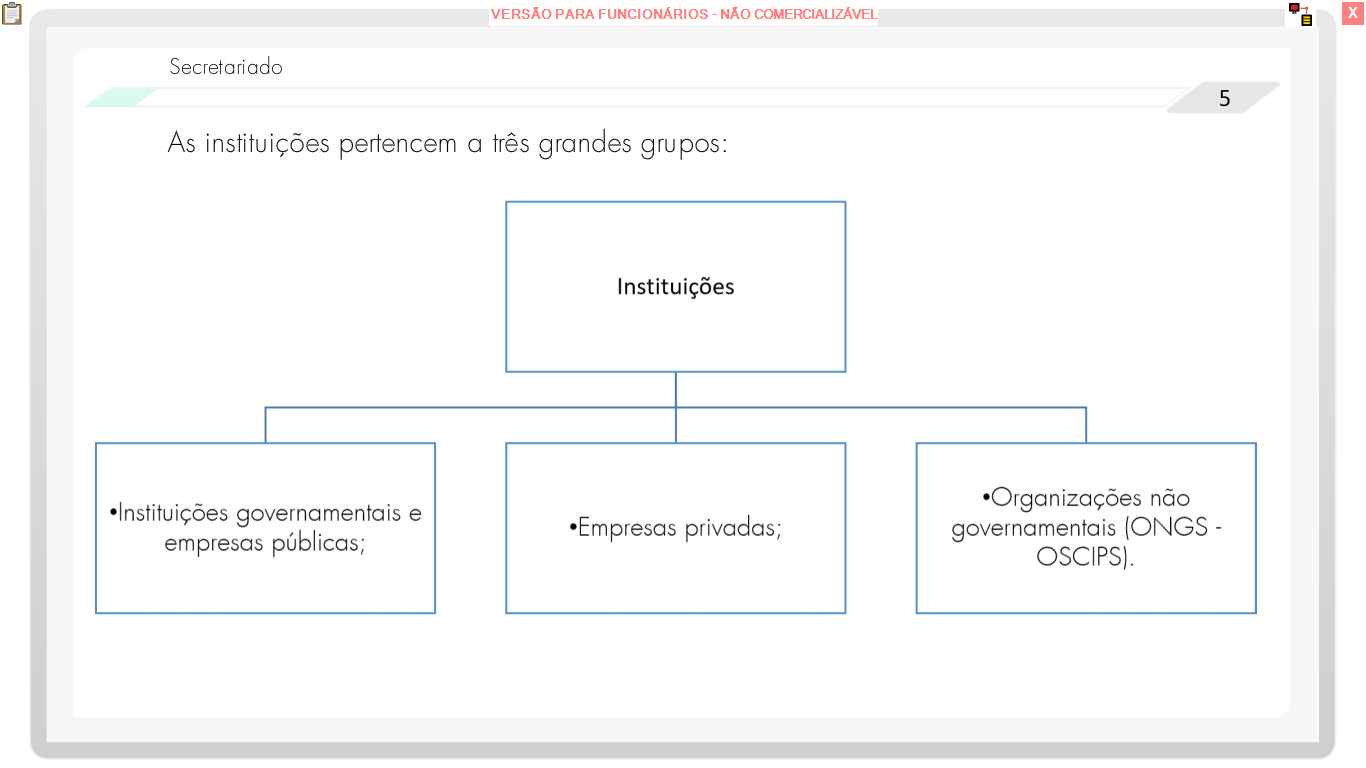 VERSÃO PARA FUNCIONÁRIOS - NÃO COMERCIALIZÁVEL
X
Secretariado
5
As instituições pertencem a três grandes grupos:
Instituições
•Instituições governamentais e
empresas públicas;
•Empresas privadas;
•Organizações não
governamentais (ONGS -
OSCIPS).